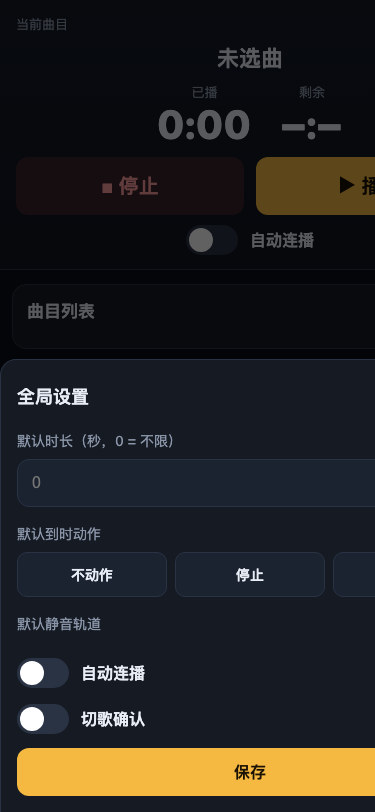 当前曲目
未选曲
已播 剩余
0:00 –:–
■ 停止 ▶ 播
自动连播
曲目列表
全局设置
默认时长（秒，0 = 不限）
0
默认到时动作
不动作 停止
默认静音轨道
自动连播
切歌确认
保存